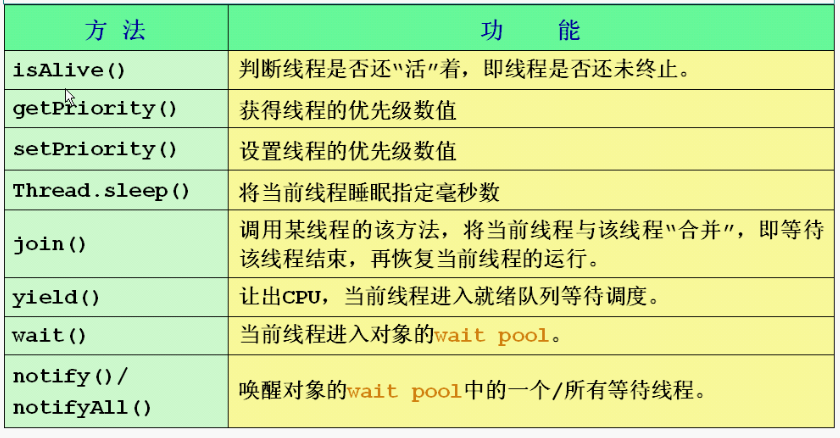 方 法 功 能
isAlive() 判断线程是否还“活”着，即线程是否还未终止。
getPriority() 获得线程的优先级数值
setPriority() 设置线程的优先级数值
Thread.sleep() 将当前线程睡眠指定毫秒数
join() 调用某线程的该方法，将当前线程与该线程“合并”，即等待
该线程结束，再恢复当前线程的运行。
yield() 让出CPU，当前线程进入就绪队列等待调度。
wait() 当前线程进入对象的wait pool。
notify()/
notifyAll() 唤醒对象的wait pool中的一个/所有等待线程。